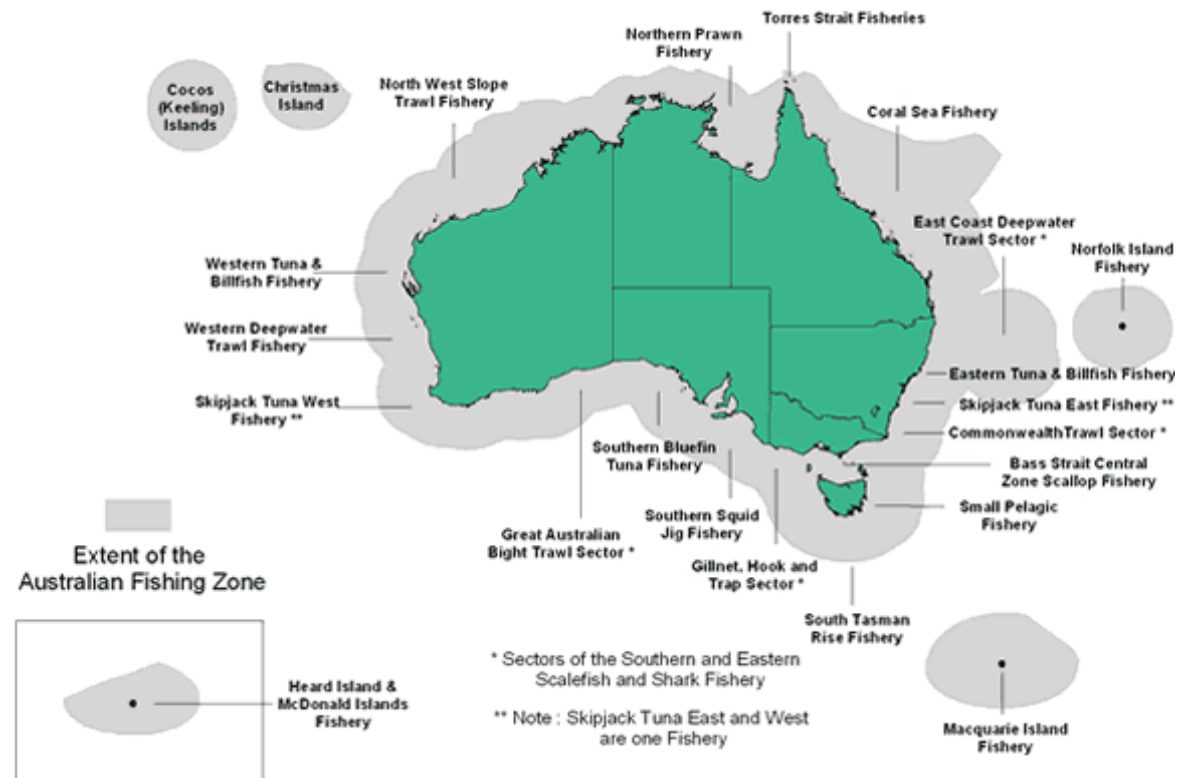 Torres Strait Fisheries
Northern Prawn
Fishery
Cocos
(Keeling)
Islands
Christmas
Island
North West Slope
Trawl Fishery
Coral Sea Fishery
East Coast Deepwater
Trawl Sector *
Norfolk Island
Fishery
Western Tuna &
Billfish Fishery
Western Deepwater
Trawl Fishery
Skipjack Tuna West
Fishery **
Eastern Tuna & Billfish Fishery
Skipjack Tuna East Fishery **
CommonwealthTrawl Sector *
Bass Strait Central
Zone Scallop Fishery
Small Pelagic
Fishery
Southern Bluefin
Tuna Fishery
Southern Squid
Jig Fishery
Great Australian
Bight Trawl Sector *
Gillnet, Hook and
Trap Sector *
South Tasman
Rise Fishery
Extent of the
Australian Fishing Zone
Heard Island &
McDonald Islands
Fishery
* Sectors of the Southern and Eastern
Scalefish and Shark Fishery
** Note : Skipjack Tuna East and West
are one Fishery
Macquarie Island
Fishery